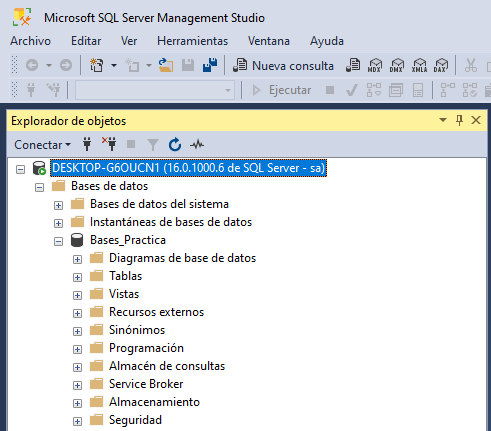 Microsoft SQL Server Management Studio
Archivo Editar Ver Herramientas Ventana Ayuda
Nueva consulta MDX DMX XMLA DAX
Ejecutar
Explorador de objetos
Conectar
DESKTOP-G6OUCN1 (16.0.1000.6 de SQL Server - sa)
Bases de datos
Bases de datos del sistema
Instantáneas de bases de datos
Bases_Practica
Diagramas de base de datos
Tablas
Vistas
Recursos externos
Sinónimos
Programación
Almacén de consultas
Service Broker
Almacenamiento
Seguridad